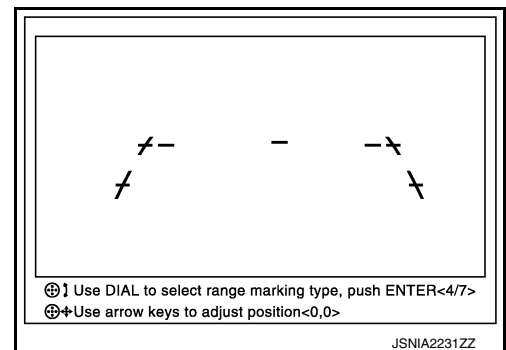 Use DIAL to select range marking type, push ENTER<4/7>
Use arrow keys to adjust position<0,0>
JSNIA2231ZZ